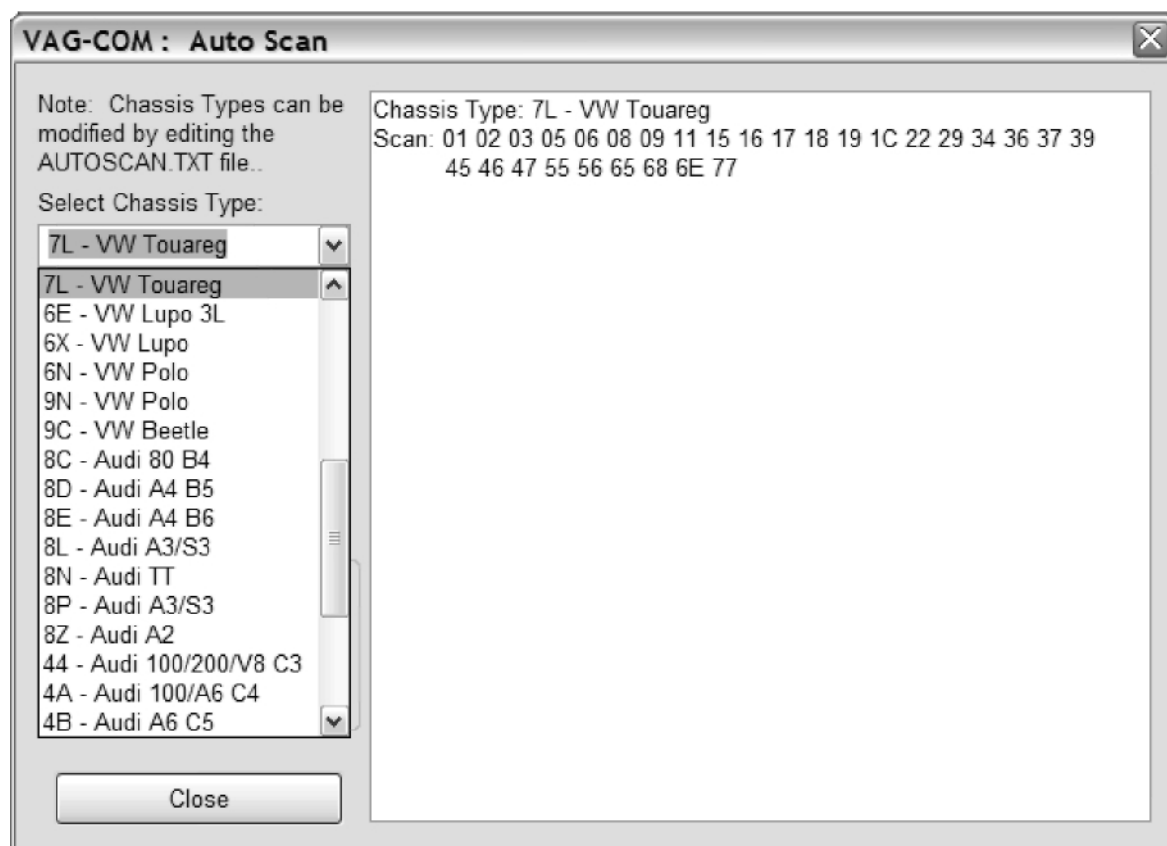 VAG-COM : Auto Scan
Note: Chassis Types can be
modified by editing the
AUTOSCAN.TXT file..
Select Chassis Type:
7L - VW Touareg
7L - VW Touareg
6E - VW Lupo 3L
6X - VW Lupo
6N - VW Polo
9N - VW Polo
9C - VW Beetle
8C - Audi 80 B4
8D - Audi A4 B5
8E - Audi A4 B6
8L - Audi A3/S3
8N - Audi TT
8P - Audi A3/S3
8Z - Audi A2
44 - Audi 100/200/V8 C3
4A - Audi 100/A6 C4
4B - Audi A6 C5
Close
Chassis Type: 7L - VW Touareg
Scan: 01 02 03 05 06 08 09 11 15 16 17 18 19 1C 22 29 34 36 37 39
45 46 47 55 56 65 68 6E 77